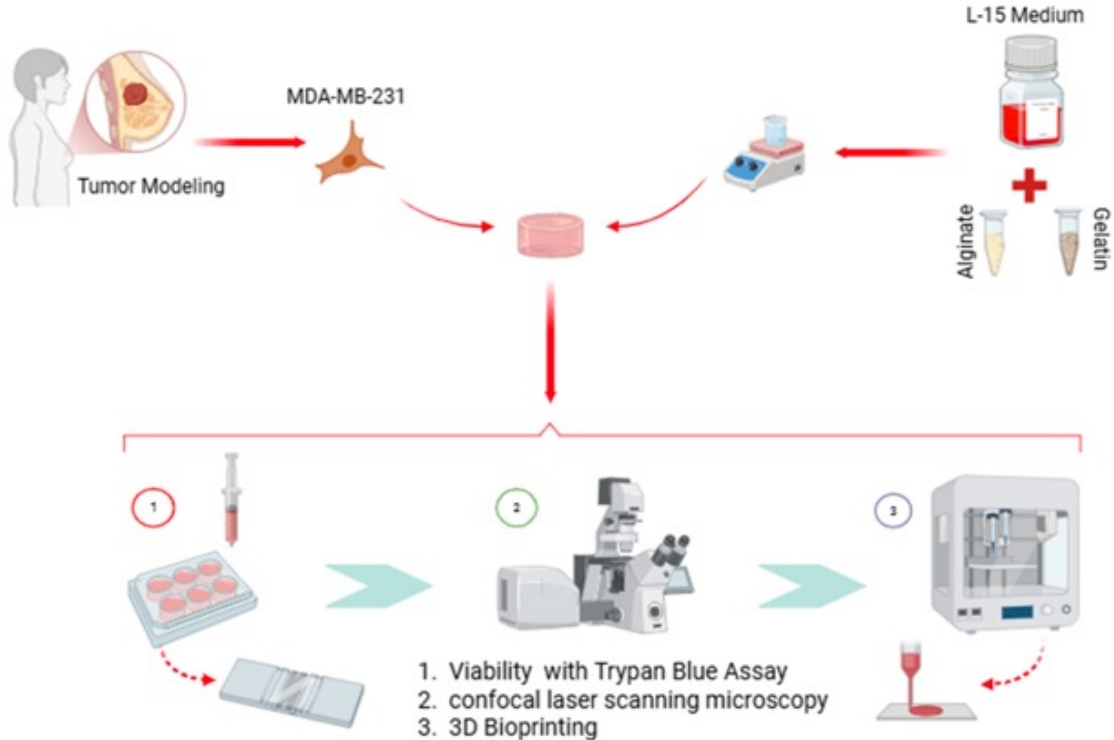 L-15 Medium
MDA-MB-231
Tumor Modeling
Alginate
Gelatin
1
2
3
1. Viability with Trypan Blue Assay
2. confocal laser scanning microscopy
3. 3D Bioprinting